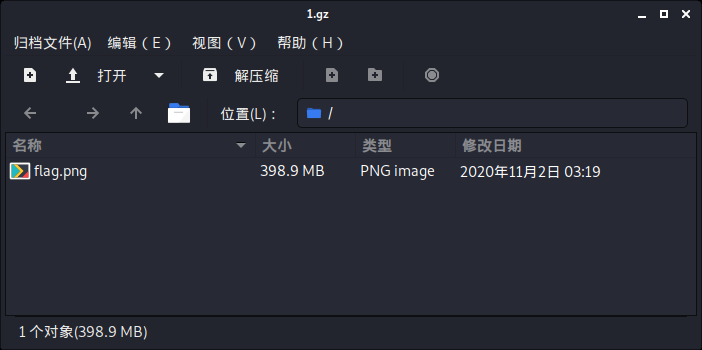 1.gz
归档文件(A) 编辑（E） 视图（V） 帮助（H）
打开 解压缩
位置(L)： /
名称 大小 类型 修改日期
flag.png 398.9 MB PNG image 2020年11月2日 03:19
1 个对象(398.9 MB)